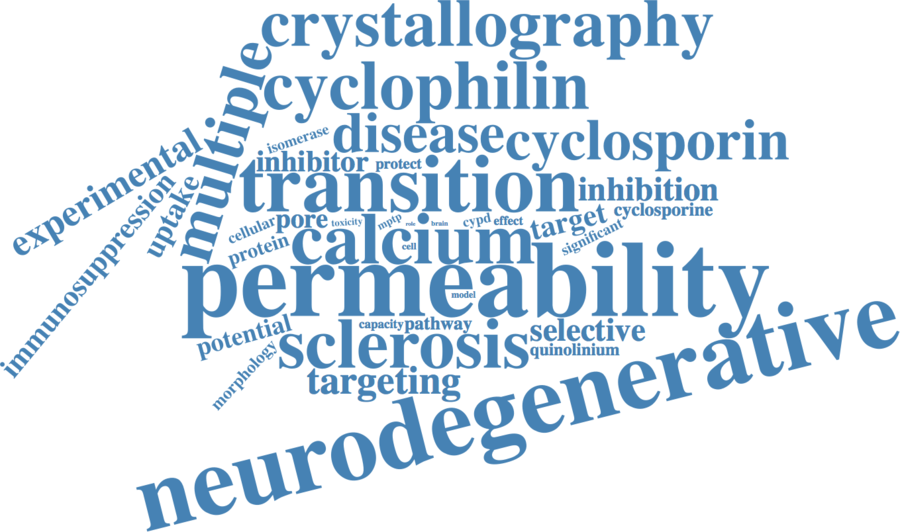 crystallography
cyclophilin
multiple
disease
cyclosporin
isomerase
experimental
inhibitor
protect
transition
inhibition
uptake
immunosuppression
cyclosporine
cellular
pore
toxicity
mptp
role
brain
cypd
effect
target
significant
protein
calcium
cell
permeability
model
potential
capacity
pathway
selective
sclerosis
quinolinium
morphology
targeting
neurodegenerative